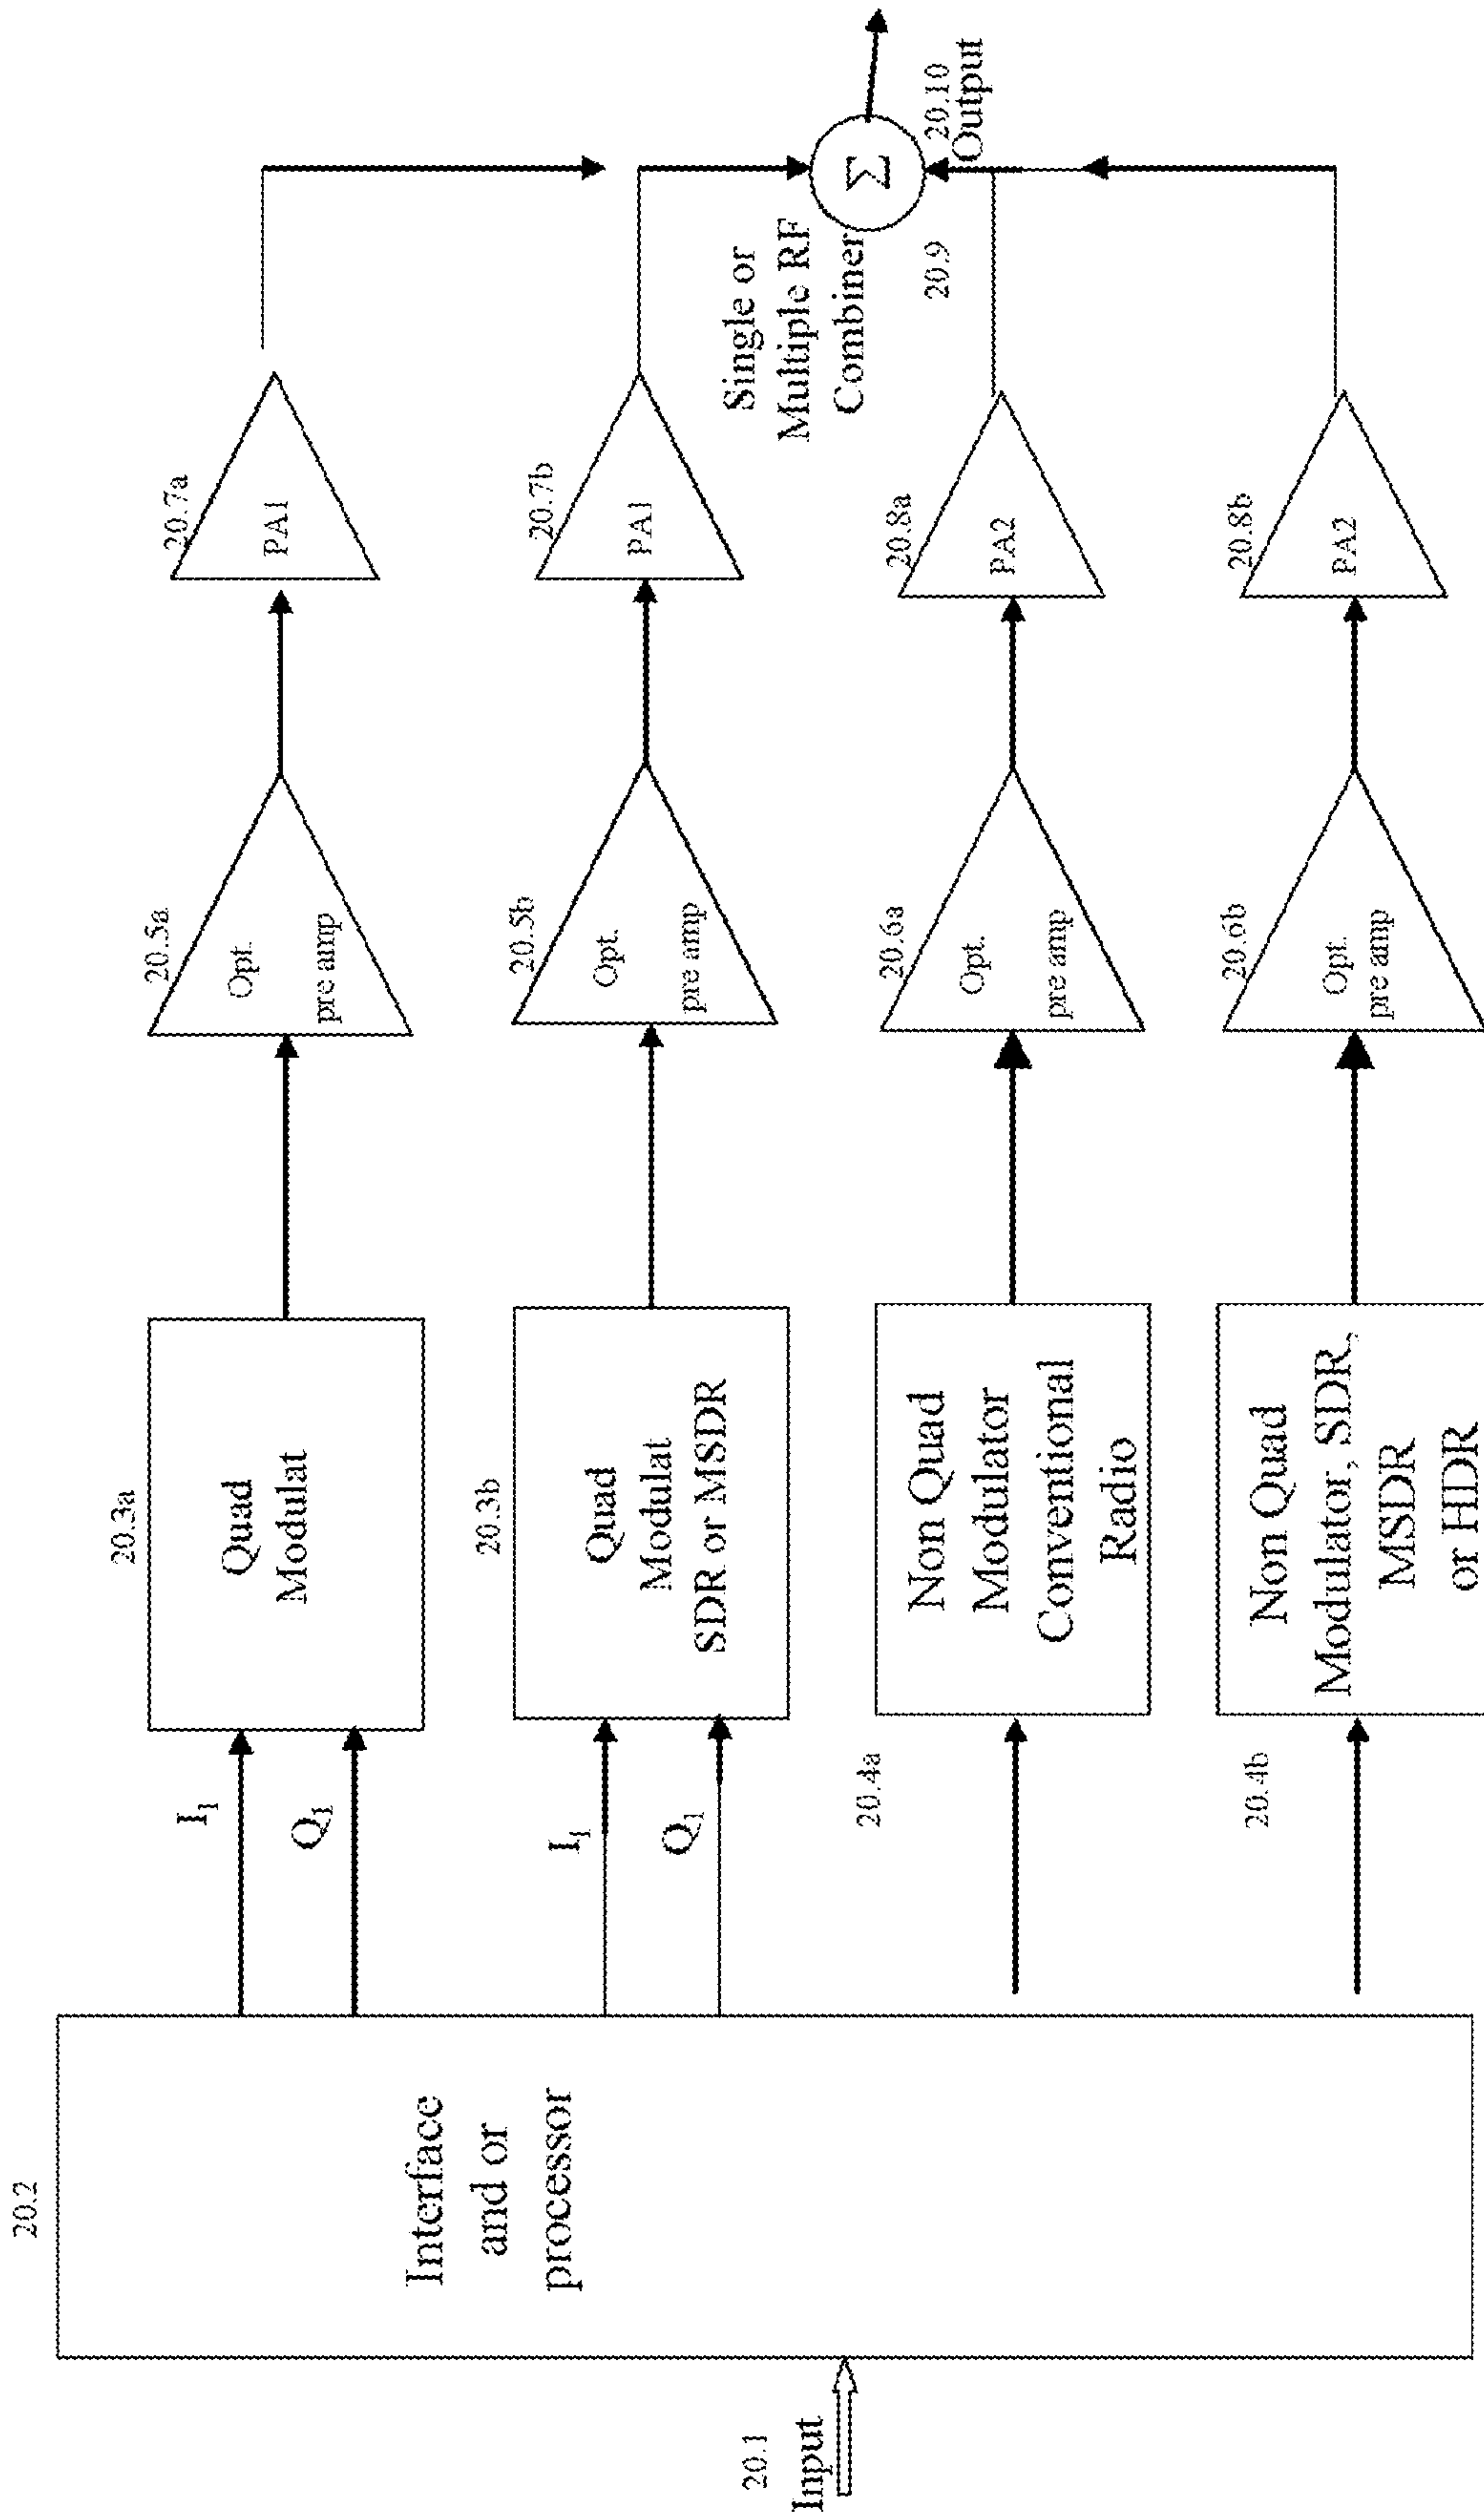 20.1
Input
20.2
Interface
and or
processor
I1
Q1
20.3a
Quad
Modulat
20.5a
Opt.
pre amp
20.7a
PA1
I1
Q1
20.3b
Quad
Modulat
SDR or MSDR
20.5b
Opt.
pre amp
20.7b
PA1
Single or
Multiple RF
Combiner
Σ
20.9
20.10
Output
20.4a
Non Quad
Modulator
Conventional
Radio
20.6a
Opt.
pre amp
20.8a
PA2
20.4b
Non Quad
Modulator, SDR,
MSDR
or HDR
20.6b
Opt.
pre amp
20.8b
PA2